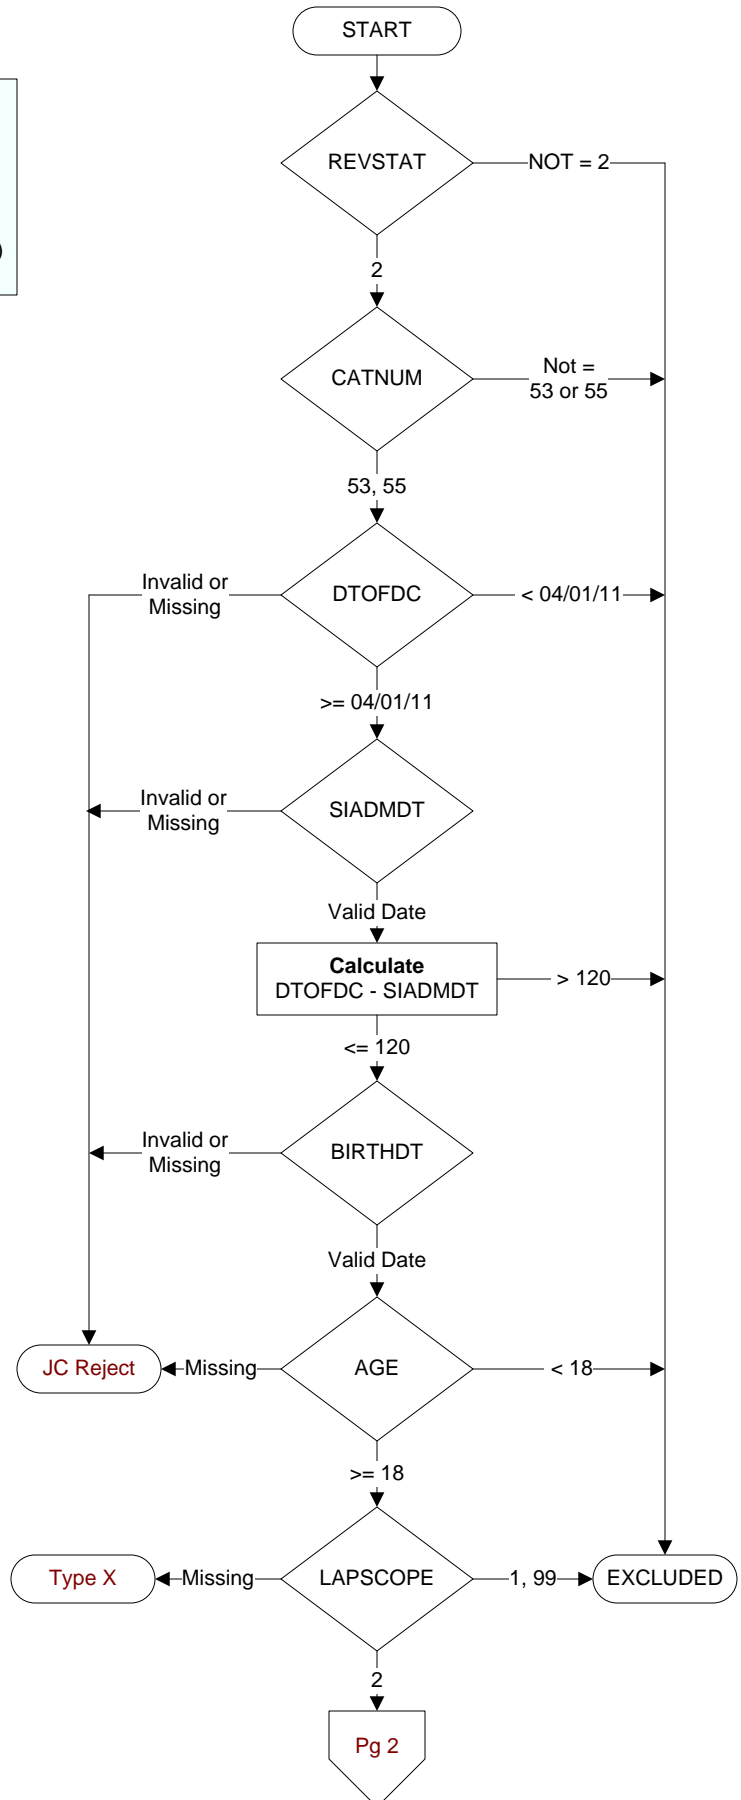 START
REVSTAT
NOT = 2
2
CATNUM
Not =
53 or 55
53, 55
)
Invalid or
Missing
DTOFDC
< 04/01/11
>= 04/01/11
Invalid or
Missing
SIADMDT
Valid Date
Calculate
DTOFDC - SIADMDT
> 120
<= 120
Invalid or
Missing
BIRTHDT
Valid Date
JC Reject
Missing
AGE
< 18
>= 18
Type X
Missing
LAPSCOPE
1, 99
EXCLUDED
2
Pg 2